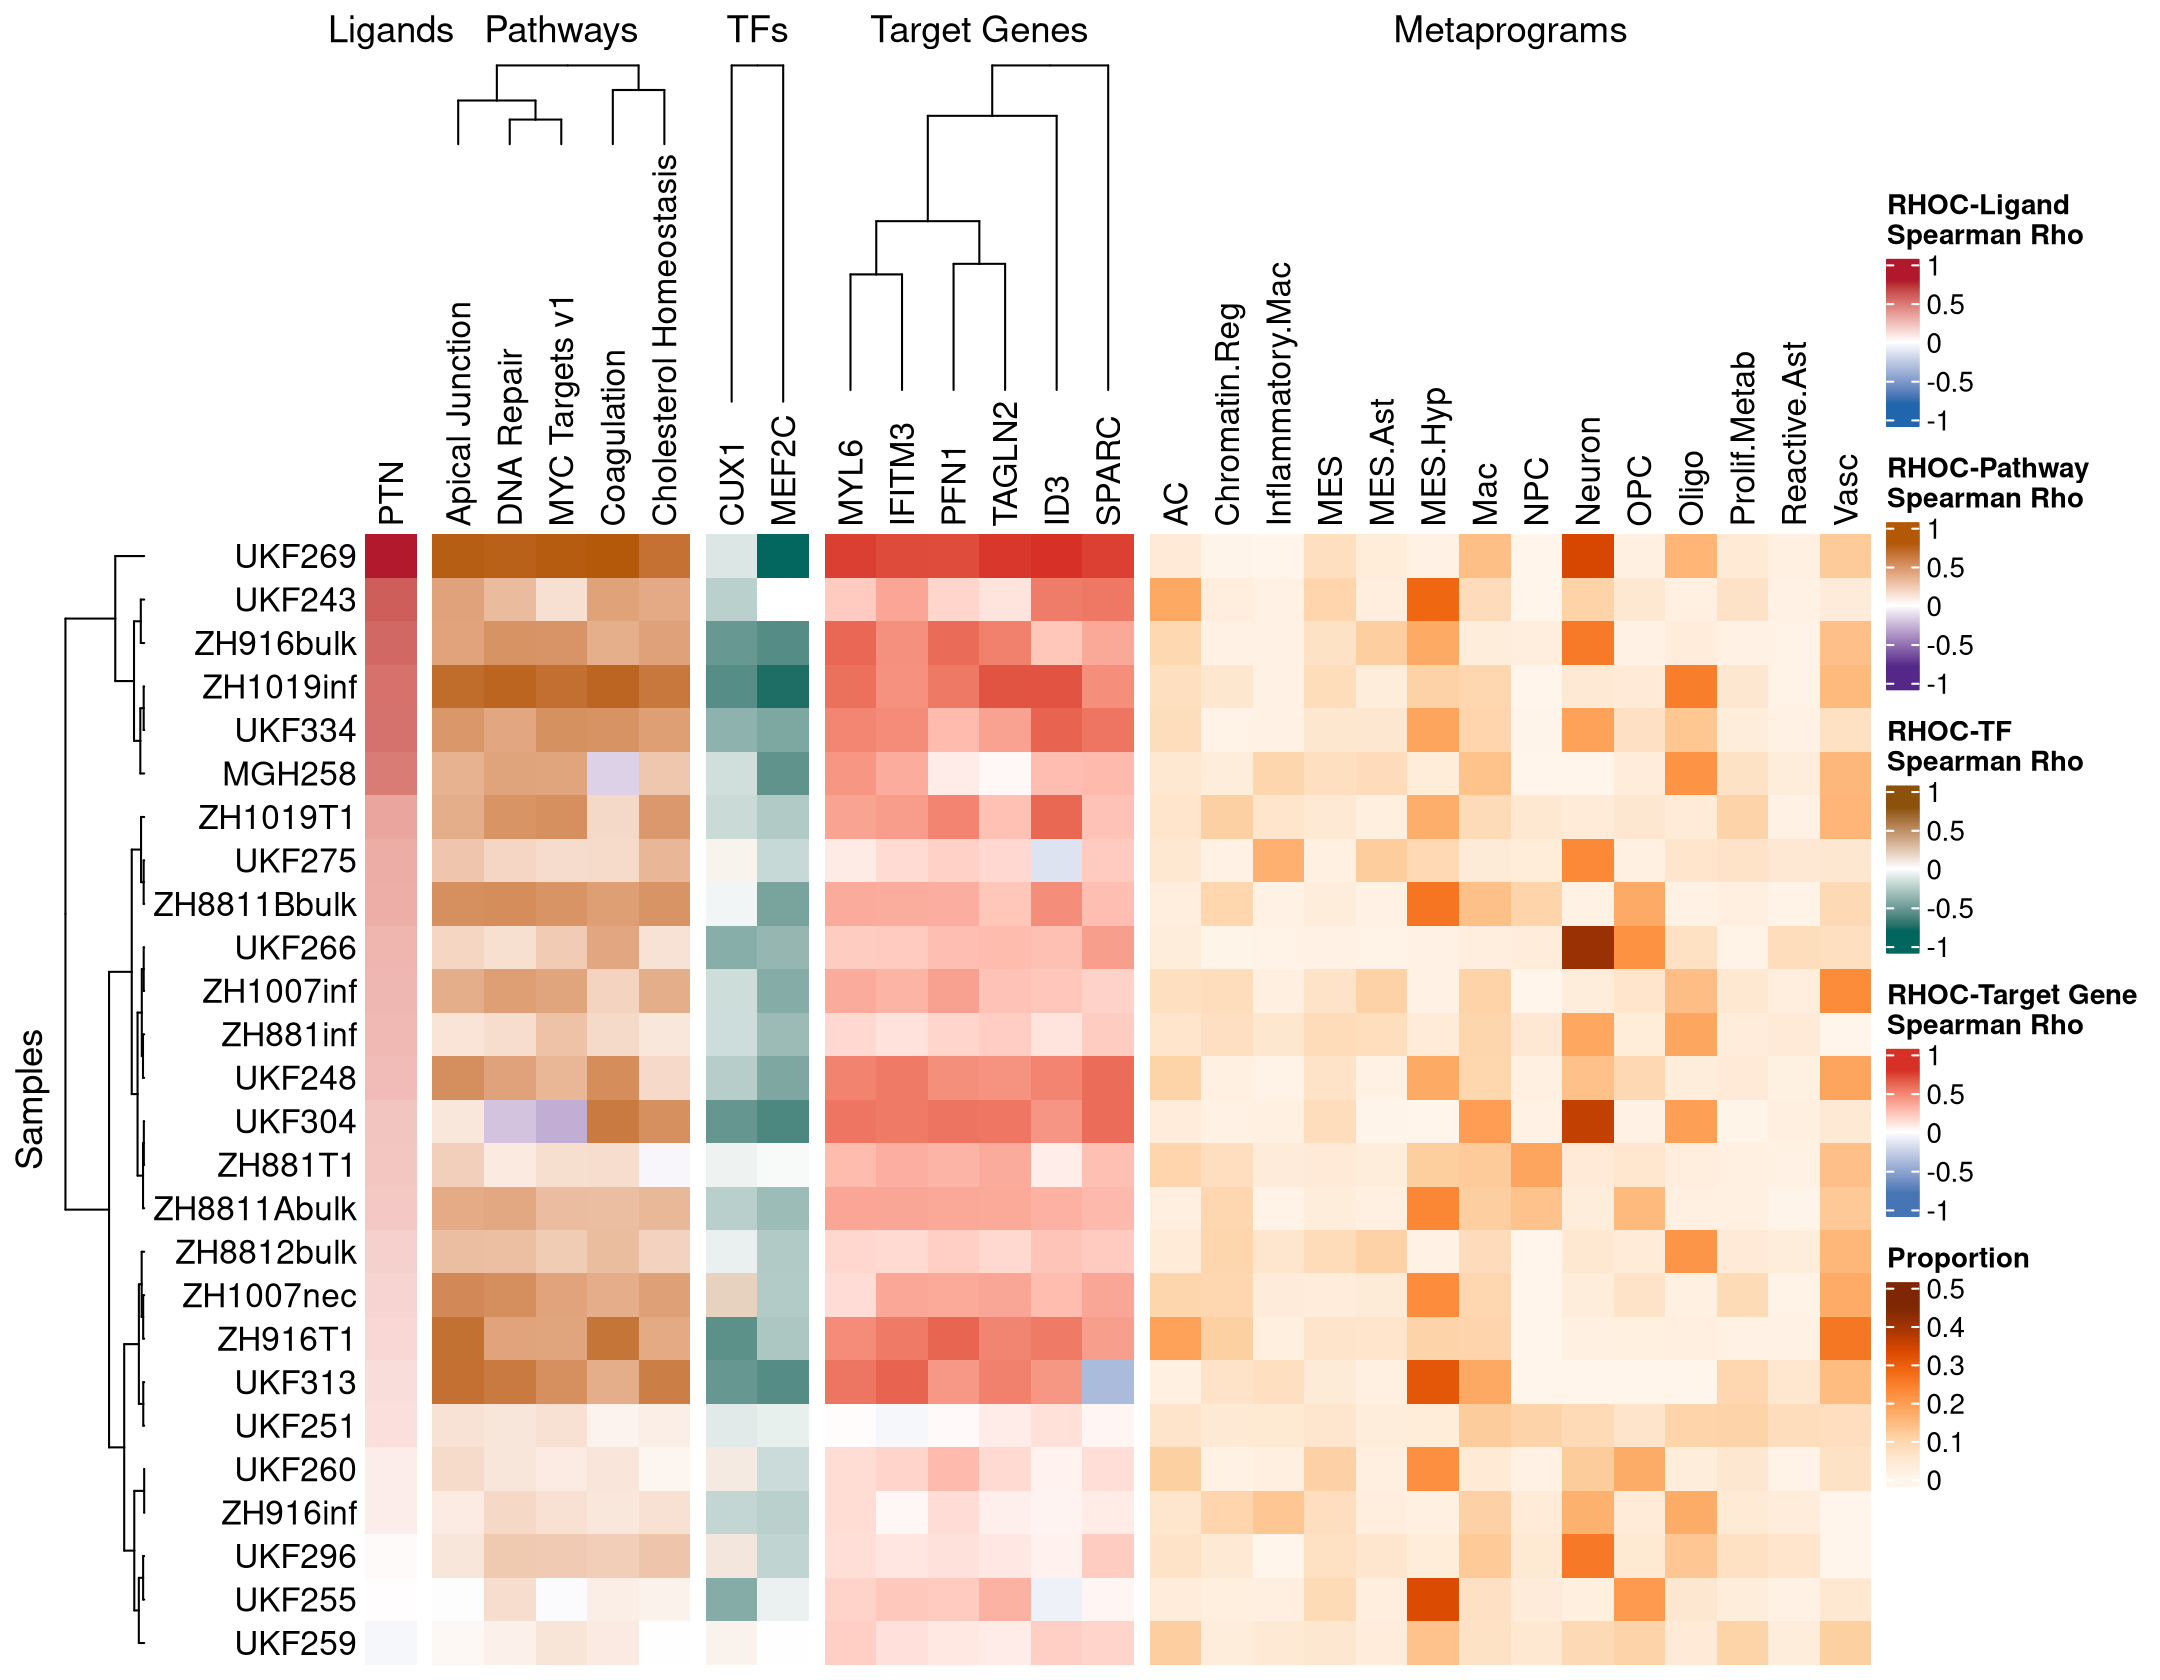 Ligands
Pathways
TFs
Target Genes
Metaprograms
PTN
Apical Junction
DNA Repair
MYC Targets v1
Coagulation
Cholesterol Homeostasis
CUX1
MEF2C
MYL6
IFITM3
PFN1
TAGLN2
ID3
SPARC
AC
Chromatin.Reg
Inflammatory.Mac
MES
MES.Ast
MES.Hyp
Mac
NPC
Neuron
OPC
Oligo
Prolif.Metab
Reactive.Ast
Vasc
Samples
UKF269
UKF243
ZH916bulk
ZH1019inf
UKF334
MGH258
ZH1019T1
UKF275
ZH8811Bbulk
UKF266
ZH1007inf
ZH881inf
UKF248
UKF304
ZH881T1
ZH8811Abulk
ZH8812bulk
ZH1007nec
ZH916T1
UKF313
UKF251
UKF260
ZH916inf
UKF296
UKF255
UKF259
RHOC-Ligand
Spearman Rho
1
0.5
0
-0.5
-1
RHOC-Pathway
Spearman Rho
1
0.5
0
-0.5
-1
RHOC-TF
Spearman Rho
1
0.5
0
-0.5
-1
RHOC-Target Gene
Spearman Rho
1
0.5
0
-0.5
-1
Proportion
0.5
0.4
0.3
0.2
0.1
0